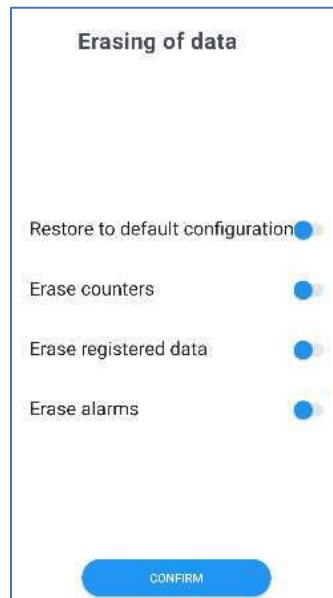 Erasing of data
Restore to default configuration
Erase counters
Erase registered data
Erase alarms
CONFIRM